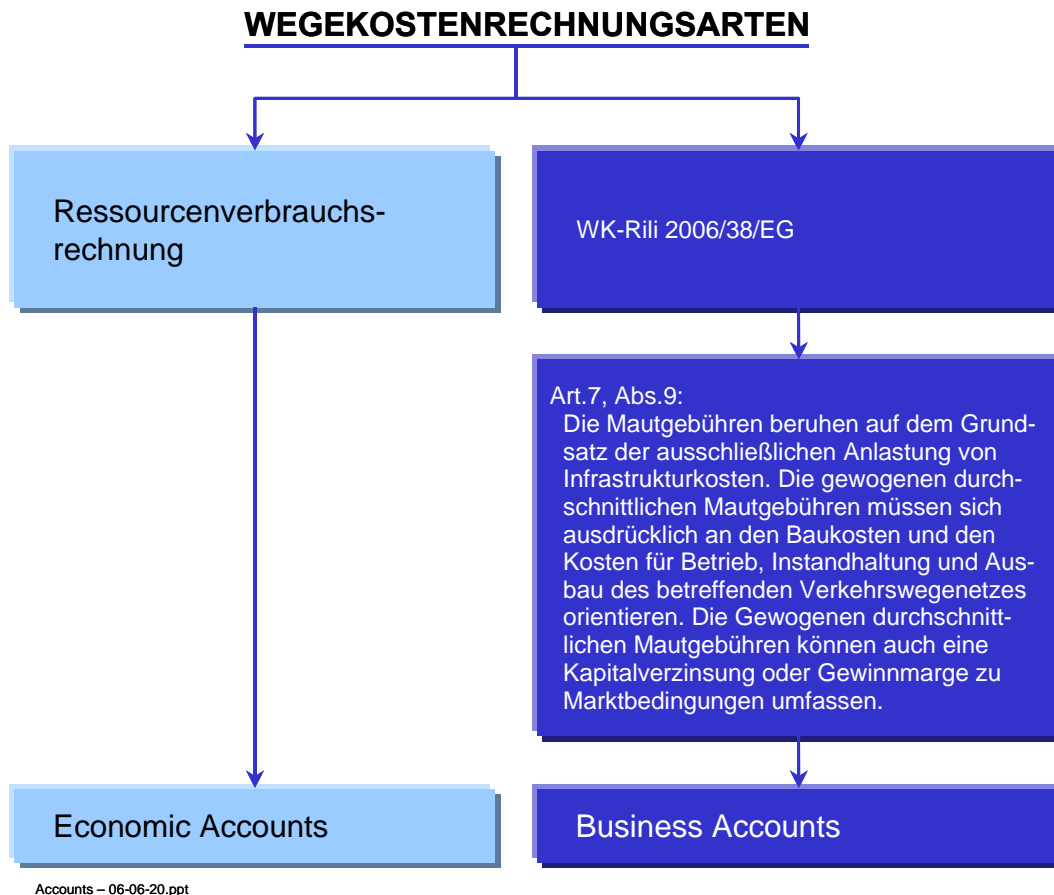 WEGEKOSTENRECHNUNGSARTEN
Ressourcenverbrauchs-
rechnung
WK-Rili 2006/38/EG
Art.7, Abs.9:
Die Mautgebühren beruhen auf dem Grund-
satz der ausschließlichen Anlastung von
Infrastrukturkosten. Die gewogenen durch-
schnittlichen Mautgebühren müssen sich
ausdrücklich an den Baukosten und den
Kosten für Betrieb, Instandhaltung und Aus-
bau des betreffenden Verkehrswegenetzes
orientieren. Die Gewogenen durchschnitt-
lichen Mautgebühren können auch eine
Kapitalverzinsung oder Gewinnmarge zu
Marktbedingungen umfassen.
Economic Accounts
Business Accounts
Accounts – 06-06-20.ppt